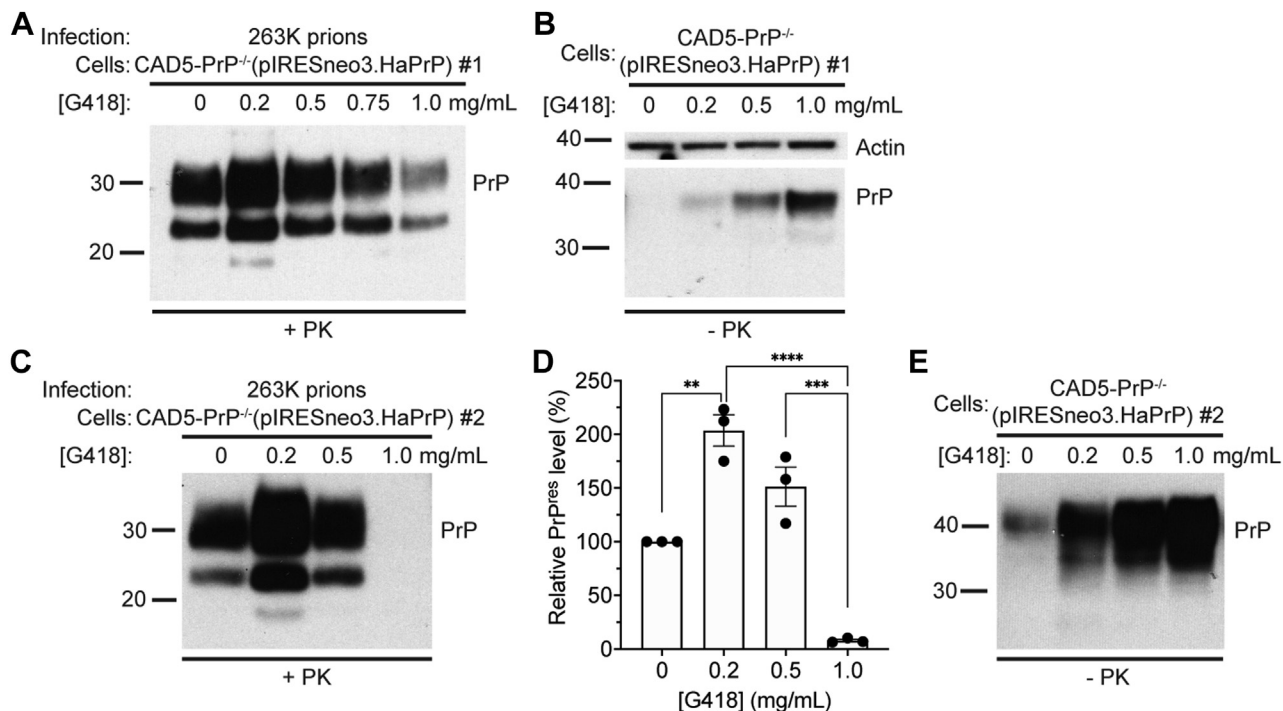 A
Infection: 263K prions
Cells: CAD5-PrP-/-(pIRESneo3.HaPrP) #1
[G418]: 0 0.2 0.5 0.75 1.0 mg/mL
30
PrP
20
+ PK
B
CAD5-PrP-/-
Cells: (pIRESneo3.HaPrP) #1
[G418]: 0 0.2 0.5 1.0 mg/mL
40
Actin
40
PrP
30
- PK
C
Infection: 263K prions
Cells: CAD5-PrP-/-(pIRESneo3.HaPrP) #2
[G418]: 0 0.2 0.5 1.0 mg/mL
30
PrP
20
+ PK
D
****
** ***
Relative PrPres level (%)
250
200
150
100
50
0
0 0.2 0.5 1.0
[G418] (mg/mL)
E
CAD5-PrP-/-
Cells: (pIRESneo3.HaPrP) #2
[G418]: 0 0.2 0.5 1.0 mg/mL
40
PrP
30
- PK